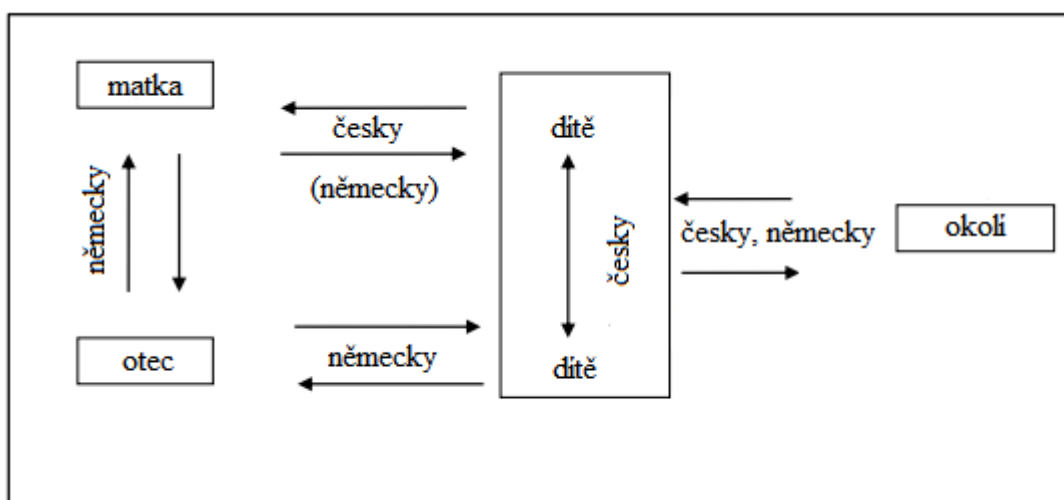 matka
česky
(německy)
německy
dítě
česky
dítě
česky, německy
okolí
otec
německy